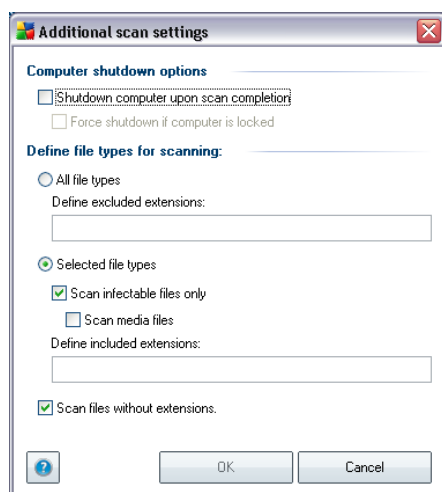 Additional scan settings
Computer shutdown options
Shutdown computer upon scan completion
Force shutdown if computer is locked
Define file types for scanning:
All file types
Define excluded extensions:
Selected file types
Scan infectable files only
Scan media files
Define included extensions:
Scan files without extensions.
?
OK
Cancel